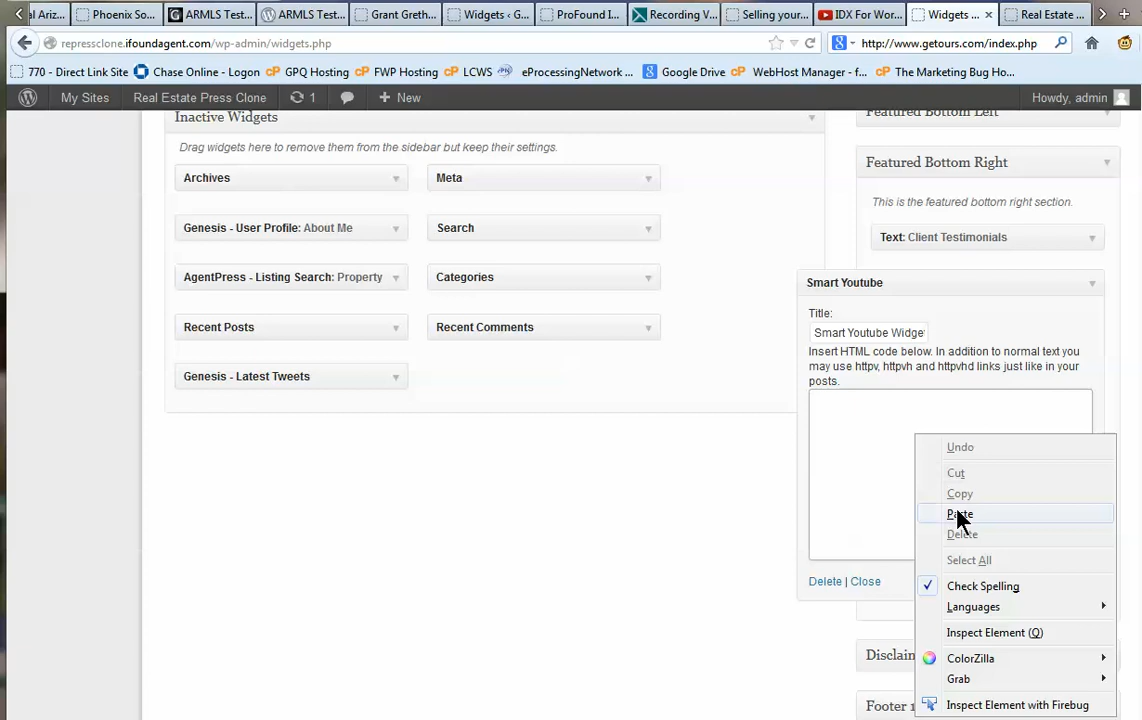 al Ariz...
Phoenix So...
ARMLS Test...
ARMLS Test...
Grant Greth...
Widgets ‹ G...
ProFound I...
Recording V...
Selling your...
IDX For Wor...
Widgets ...
Real Estate ...
repressclone.ifoundagent.com/wp-admin/widgets.php
http://www.getours.com/index.php
770 - Direct Link Site
Chase Online - Logon
GPQ Hosting
FWP Hosting
LCWS
eProcessingNetwork ...
Google Drive
WebHost Manager - f...
The Marketing Bug Ho...
My Sites
Real Estate Press Clone
1
New
Howdy, admin
Inactive Widgets
Drag widgets here to remove them from the sidebar but keep their settings.
Archives
Meta
Genesis - User Profile: About Me
Search
AgentPress - Listing Search: Property
Categories
Recent Posts
Recent Comments
Genesis - Latest Tweets
Featured Bottom Left
Featured Bottom Right
This is the featured bottom right section.
Text: Client Testimonials
Smart Youtube
Title:
Smart Youtube Widge
Insert HTML code below. In addition to normal text you
may use httpv, httpvh and httpvhd links just like in your
posts.
Delete | Close
Undo
Cut
Copy
Paste
Delete
Select All
Check Spelling
Languages
Inspect Element (Q)
ColorZilla
Grab
Inspect Element with Firebug
Disclaim
Footer 1